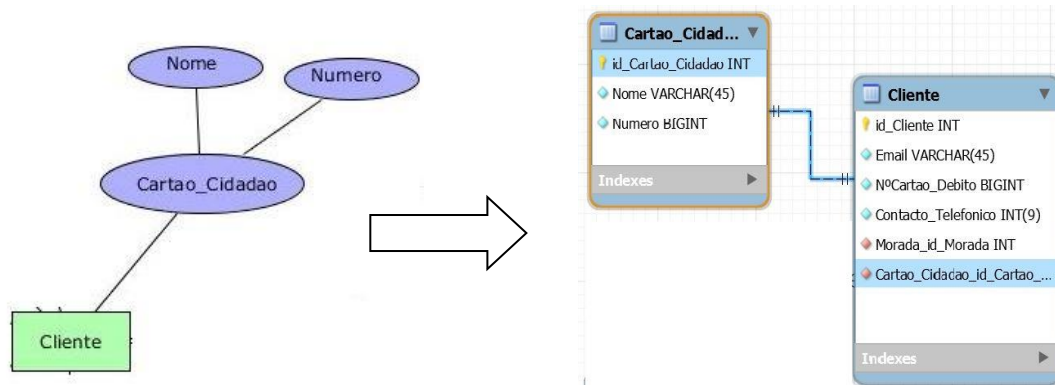 Nome
Numero
Cartao_Cidadao
Cliente
Cartao_Cidad...
id_Cartao_Cidadao INT
Nome VARCHAR(45)
Numero BIGINT
Indexes
Cliente
id_Cliente INT
Email VARCHAR(45)
NºCartao_Debito BIGINT
Contacto_Telefonico INT(9)
Morada_id_Morada INT
Cartao_Cidadao_id_Cartao_...
Indexes